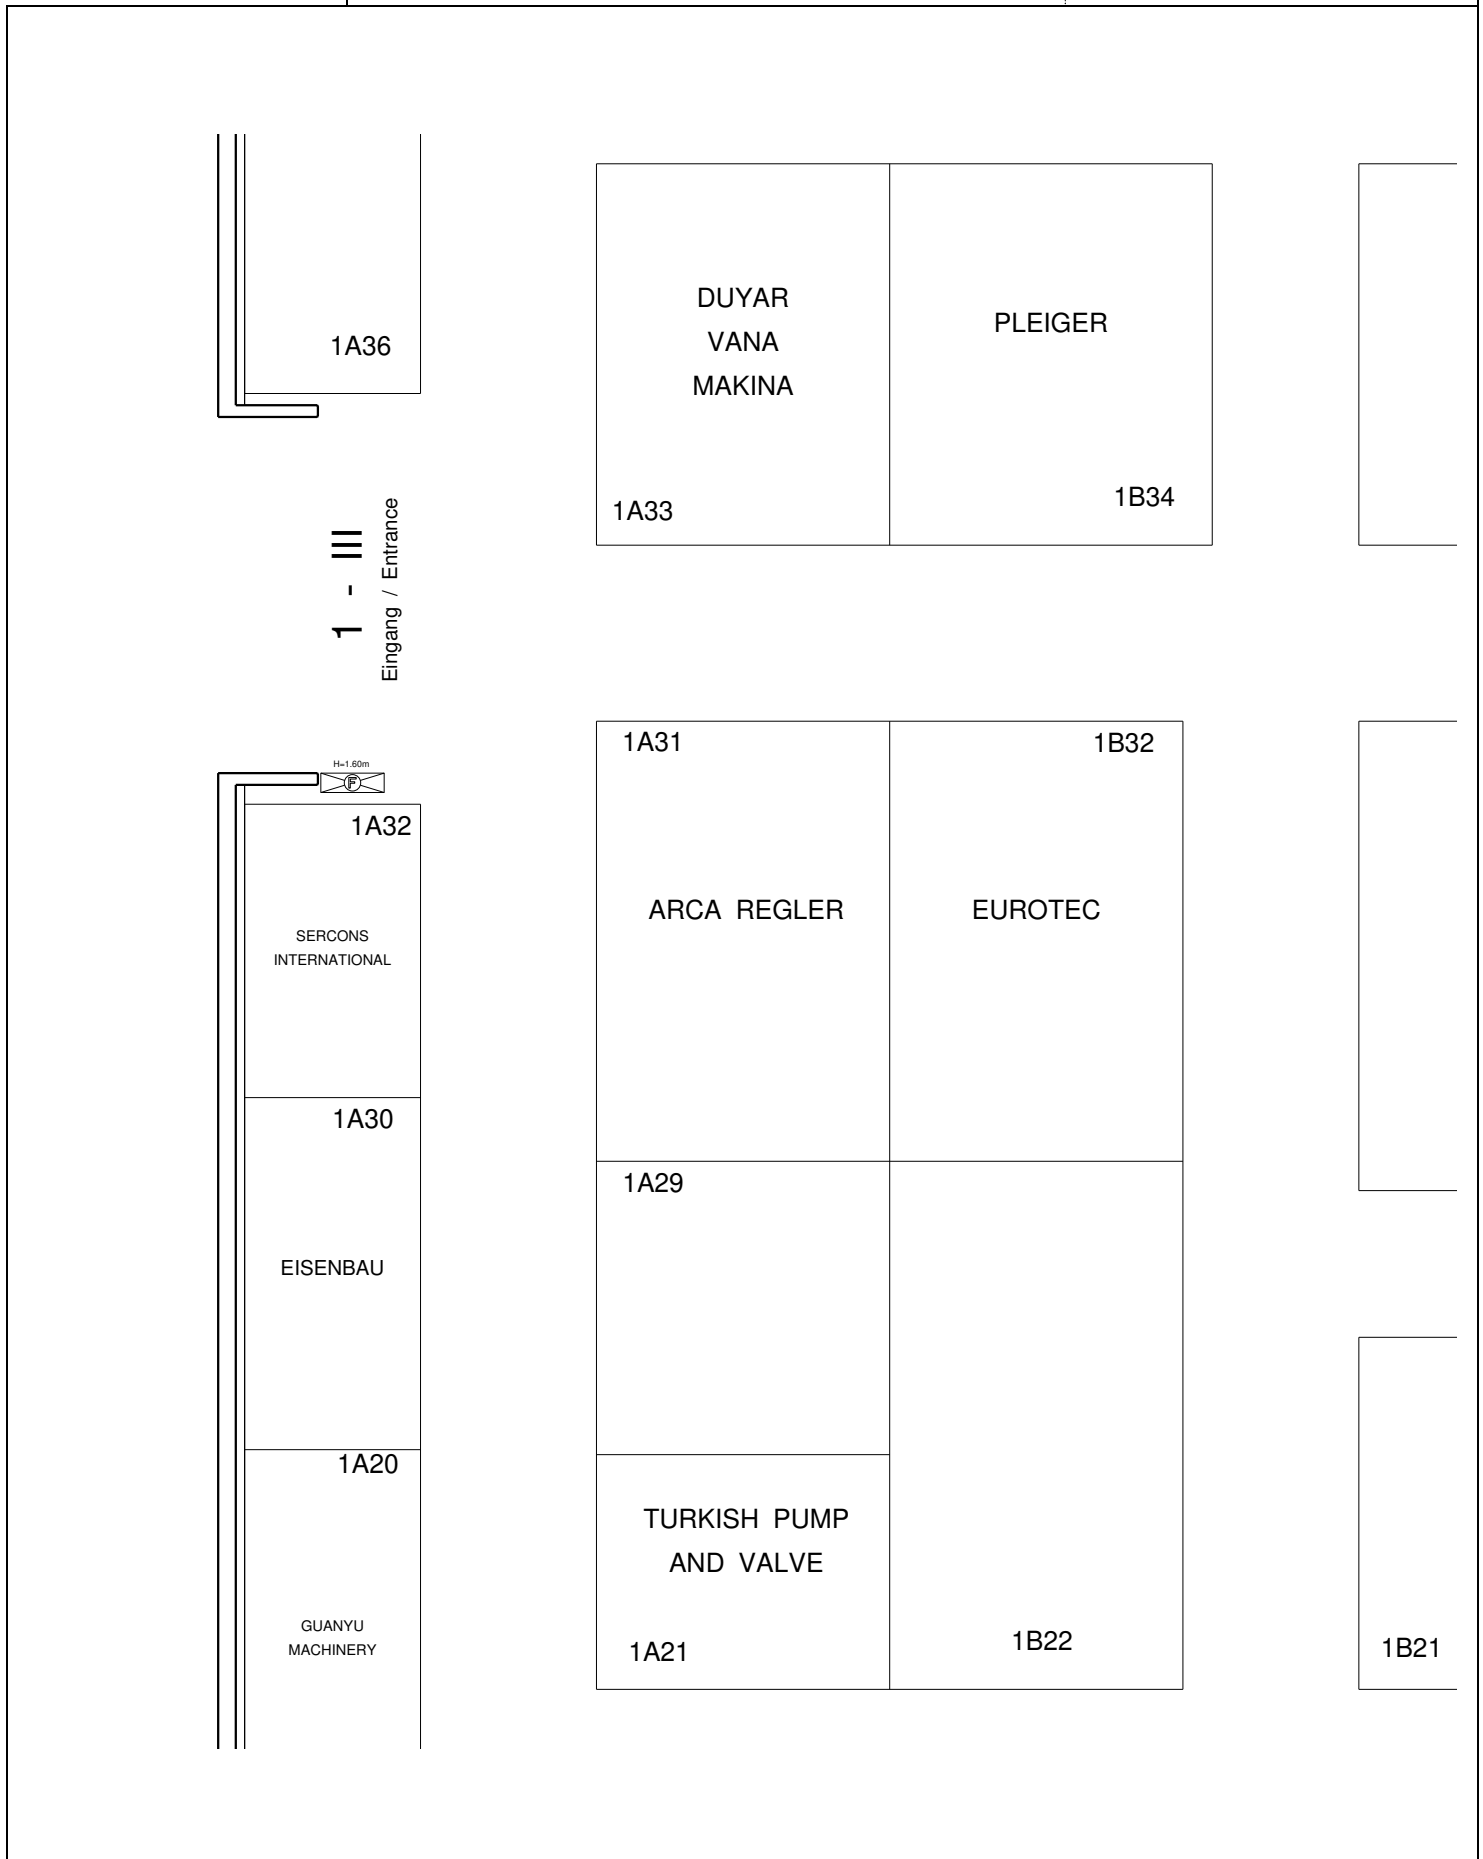 1A36
DUYAR
VANA
MAKINA
1A33
PLEIGER
1B34
1 - III
Eingang / Entrance
1A31
1B32
H=1.60m
F
1A32
SERCONS
INTERNATIONAL
ARCA REGLER
EUROTEC
1A30
EISENBAU
1A29
1A20
GUANYU
MACHINERY
TURKISH PUMP
AND VALVE
1A21
1B22
1B21